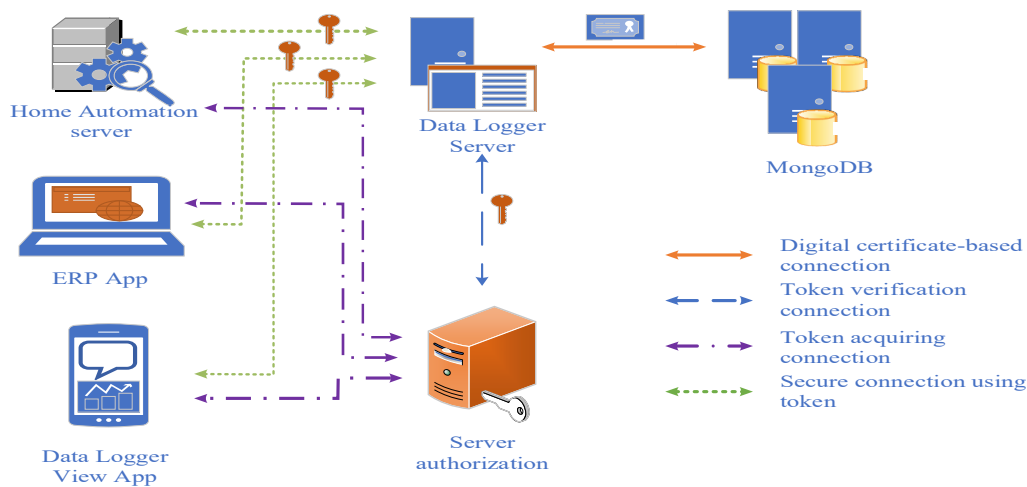 Home Automation
server
Data Logger
Server
MongoDB
ERP App
Digital certificate-based
connection
Token verification
connection
Token acquiring
connection
Secure connection using
token
Server
authorization
Data Logger
View App